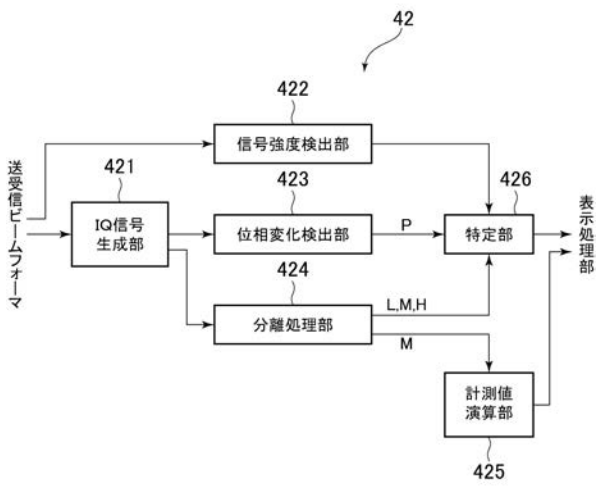 42
422
信号強度検出部
送受信ビームフォーマ
421
IQ信号
生成部
423
位相変化検出部
P
426
特定部
表示処理部
424
分離処理部
L,M,H
M
計測値
演算部
425